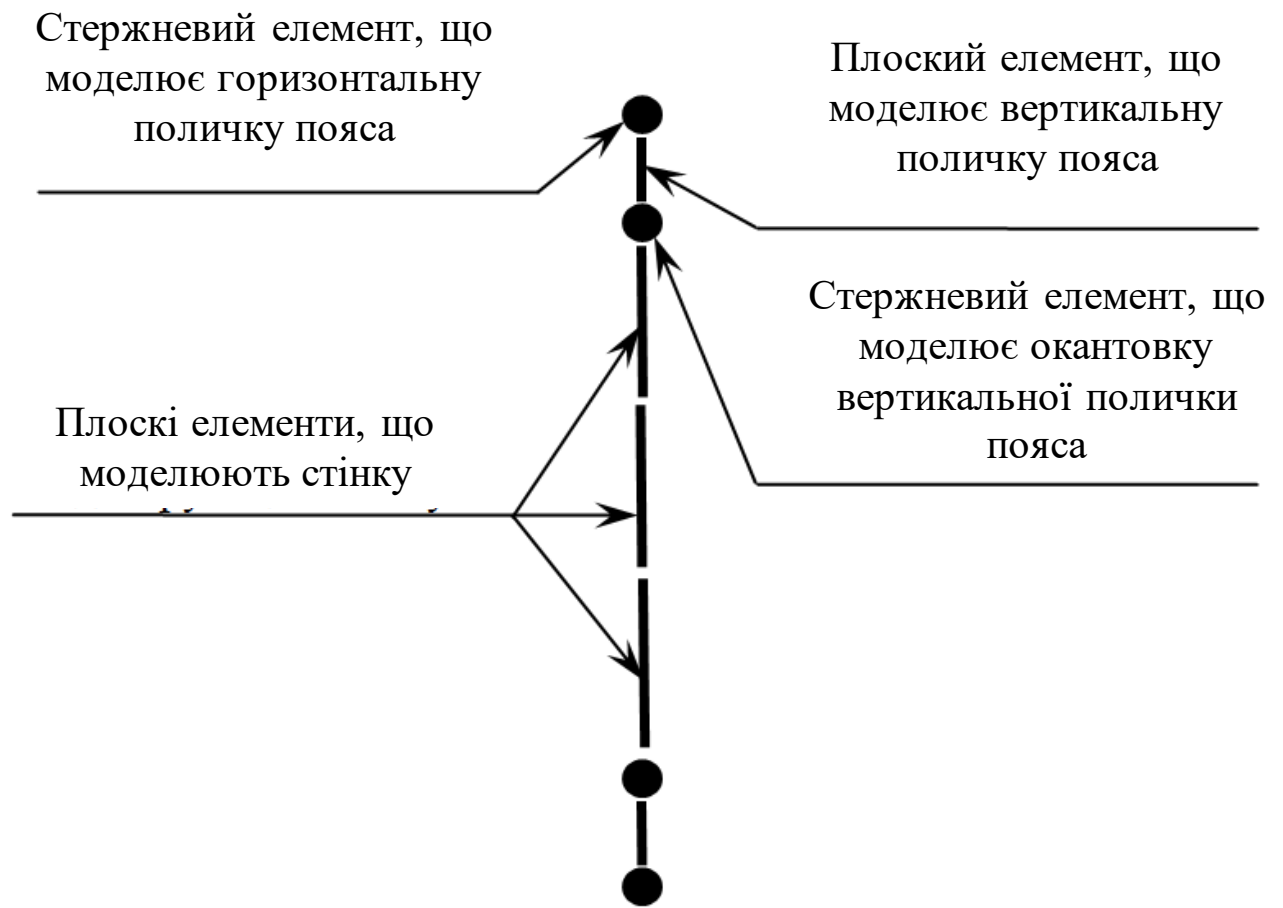 Стержневий елемент, що
моделює горизонтальну
поличку пояса
Плоский елемент, що
моделює вертикальну
поличку пояса
Стержневий елемент, що
моделює окантовку
вертикальної полички
пояса
Плоскі елементи, що
моделюють стінку